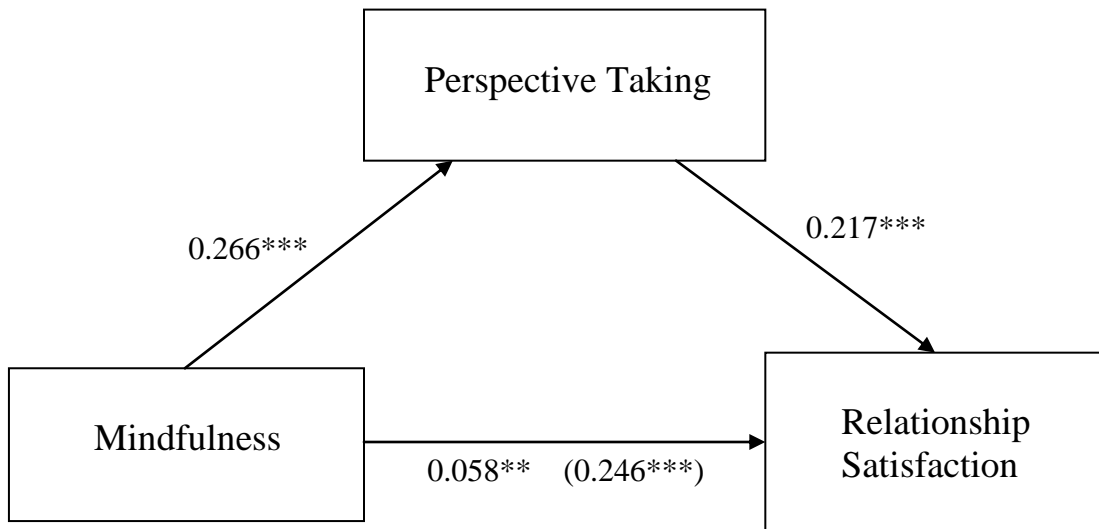 Perspective Taking
0.266***
0.217***
Mindfulness
Relationship
Satisfaction
0.058** (0.246***)